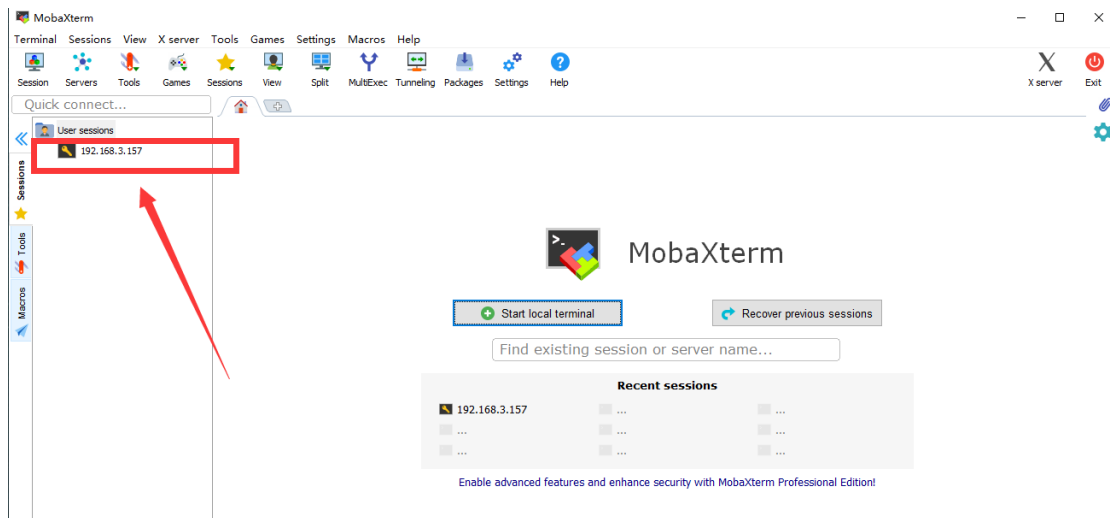 MobaXterm
Terminal Sessions View X server Tools Games Settings Macros Help
Session Servers Tools Games Sessions View Split MultiExec Tunneling Packages Settings Help X server Exit
Quick connect...
User sessions
192.168.3.157
Sessions
Tools
Macros
>_
MobaXterm
Start local terminal Recover previous sessions
Find existing session or server name...
Recent sessions
192.168.3.157 ... ...
... ... ...
... ... ...
Enable advanced features and enhance security with MobaXterm Professional Edition!